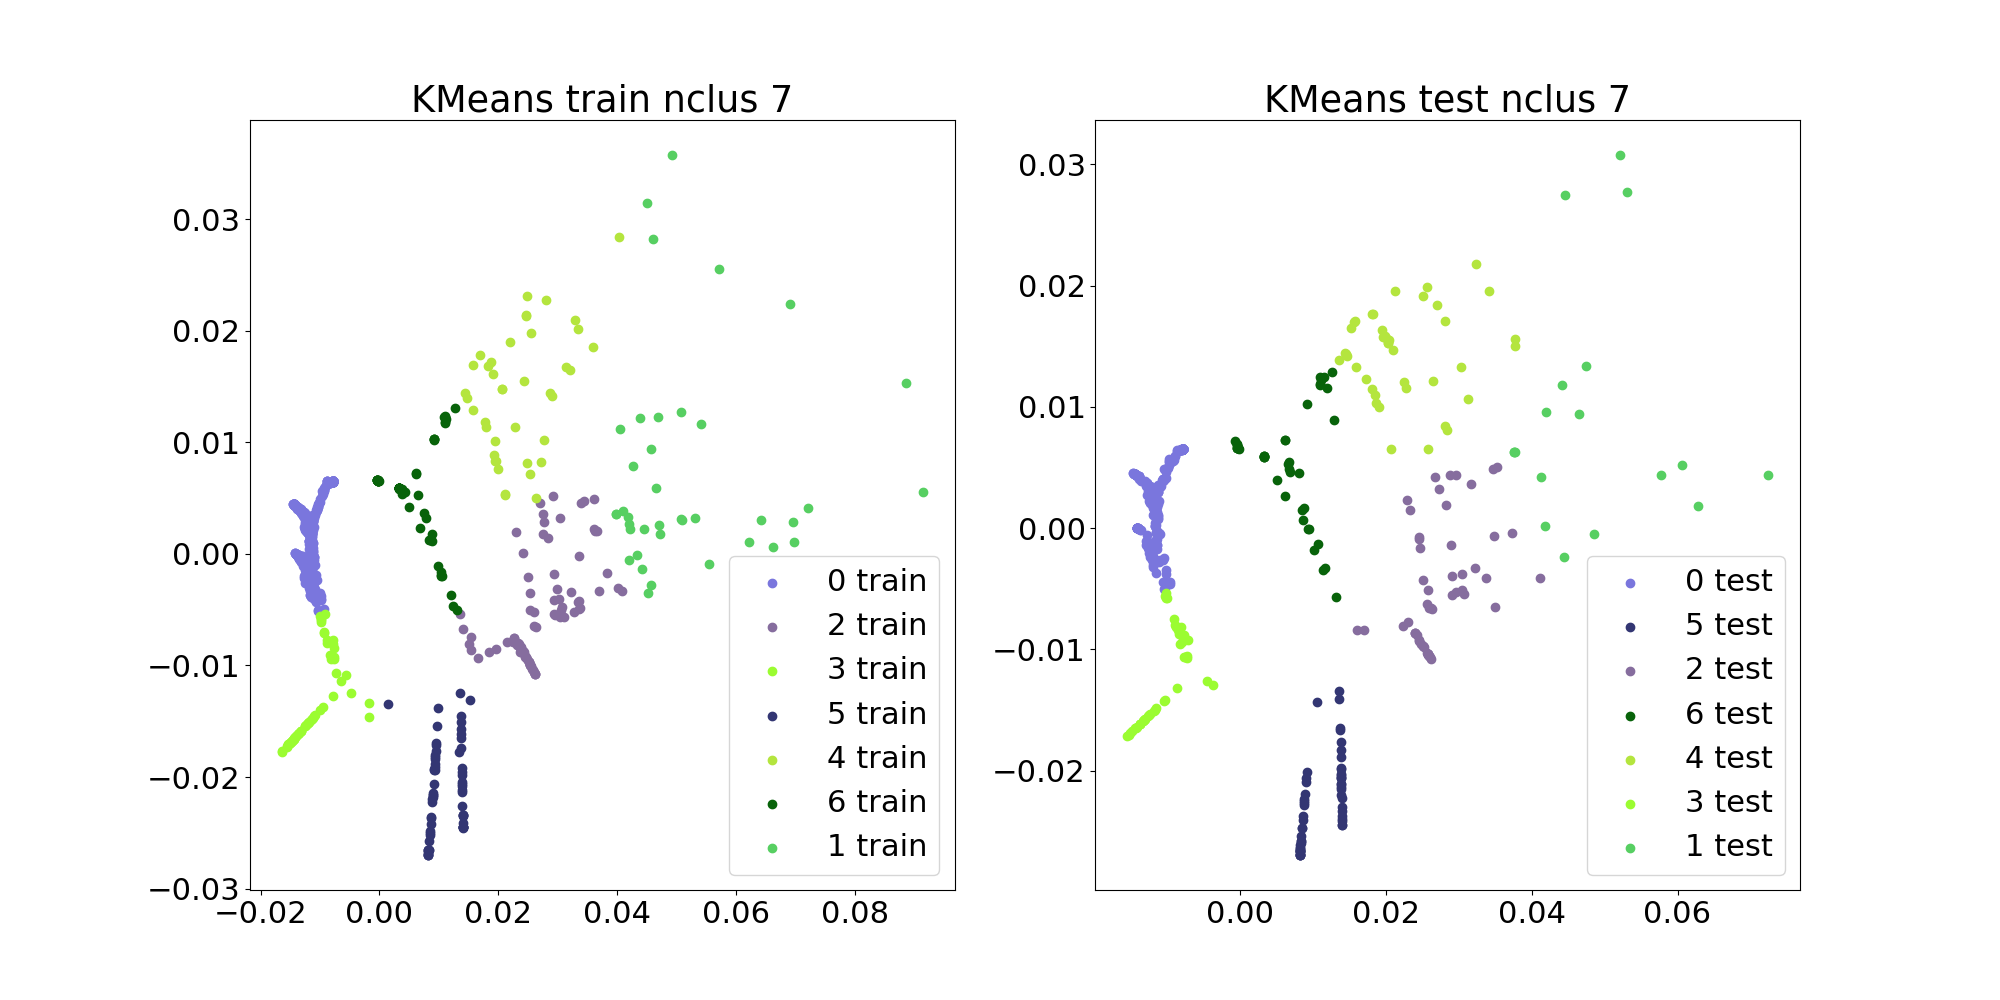 KMeans train nclus 7
0.03
0.02
0.01
0.00
−0.01
−0.02
−0.03
−0.02 0.00 0.02 0.04 0.06 0.08
0 train
2 train
3 train
5 train
4 train
6 train
1 train
KMeans test nclus 7
0.03
0.02
0.01
0.00
−0.01
−0.02
0.00 0.02 0.04 0.06
0 test
5 test
2 test
6 test
4 test
3 test
1 test